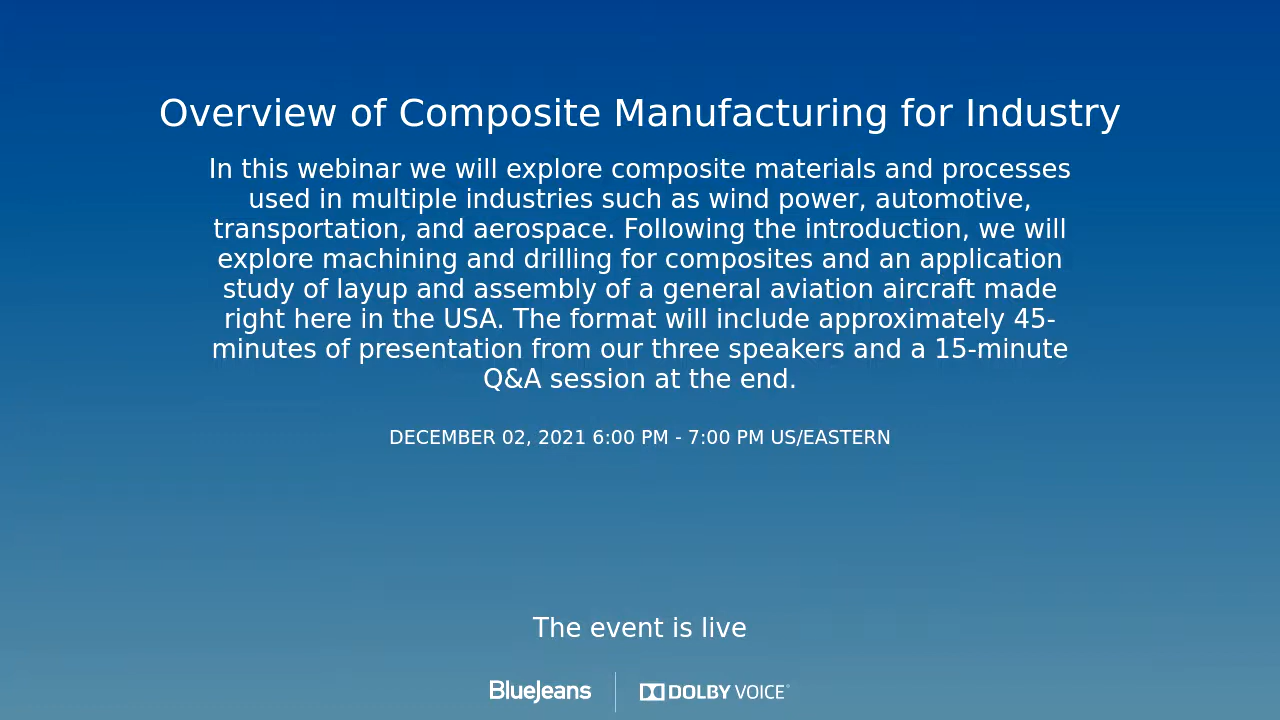 Overview of Composite Manufacturing for Industry
In this webinar we will explore composite materials and processes
used in multiple industries such as wind power, automotive,
transportation, and aerospace. Following the introduction, we will
explore machining and drilling for composites and an application
study of layup and assembly of a general aviation aircraft made
right here in the USA. The format will include approximately 45-
minutes of presentation from our three speakers and a 15-minute
Q&A session at the end.
DECEMBER 02, 2021 6:00 PM - 7:00 PM US/EASTERN
The event is live
BlueJeans DOLBY VOICE